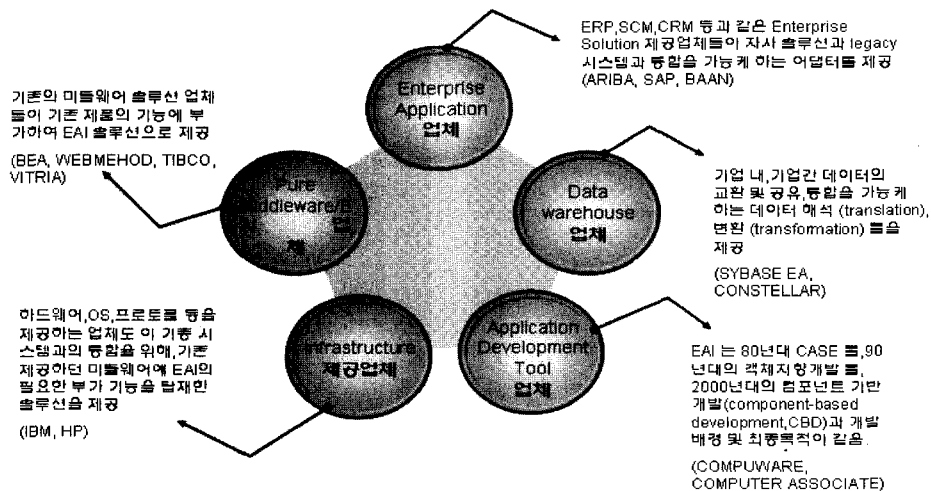 ERP,SCM,CRM 등과 같은 Enterprise
Solution 제공업체들이 자사 솔루션과 legacy
시스템과 통합을 가능케 하는 어댑터를 제공
(ARIBA, SAP, BAAN)
Enterprise
Application
업체
기존의 미들웨어 솔루션 업체
들이 기존 제품의 기능에 부
가하여 EAI 솔루션으로 제공
(BEA, WEBMEHOD, TIBCO,
VITRIA)
Pure
업
체
Data
warehouse
업체
기업 내,기업간 데이터의
교환 및 공유,통합을 가능케
하는 데이터 해석 (translation),
변환 (transformation) 툴을
제공
(SYBASE EA,
CONSTELLAR)
하드웨어,OS,프로토콜 등을
제공하는 업체도 이 기종 시
스템과의 통합을 위해,기존
제공하던 미들웨어에 EAI의
필요한 부가 기능을 탑재한
솔루션을 제공
(IBM, HP)
Infrastructure
제공업체
Application
Development
Tool
업체
EAI 는 80년대 CASE 툴,90
년대의 객체지향개발 툴,
2000년대의 컴포넌트 기반
개발(component-based
development,CBD)과 개발
배경 및 최종목적이 같음.
(COMPUWARE,
COMPUTER ASSOCIATE)